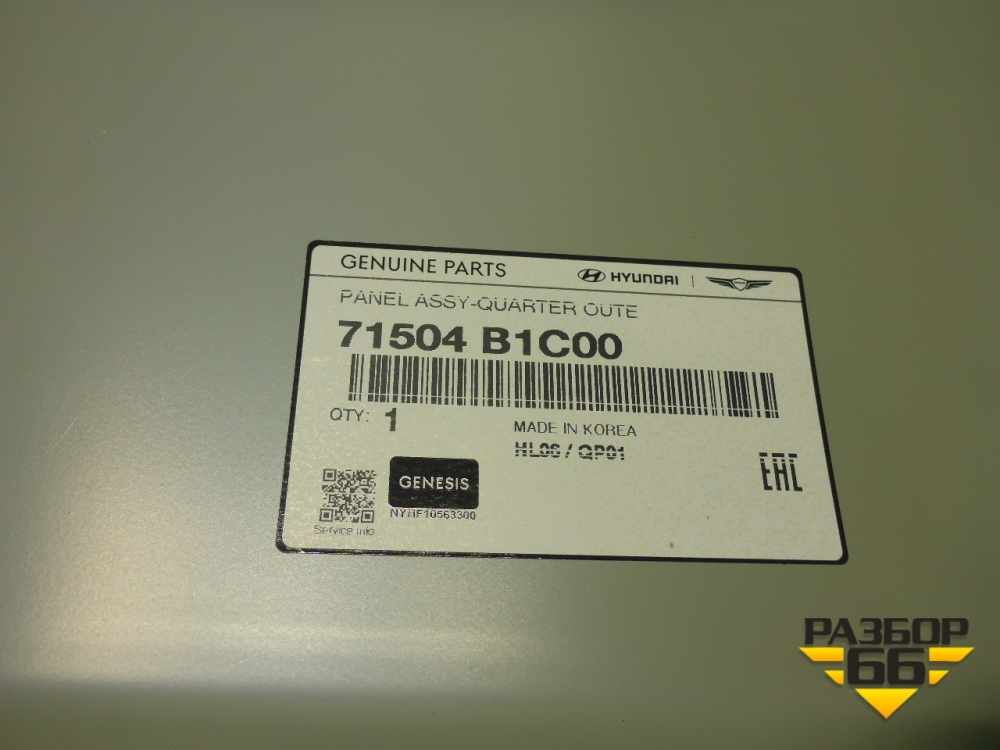 GENUINE PARTS
HYUNDAI
PANEL ASSY-QUARTER OUTE
71504 B1C00
QTY: 1
MADE IN KOREA
HL06 / QP01
GENESIS
NYHF10563300
Service Info
EAC
РАЗБОР
66